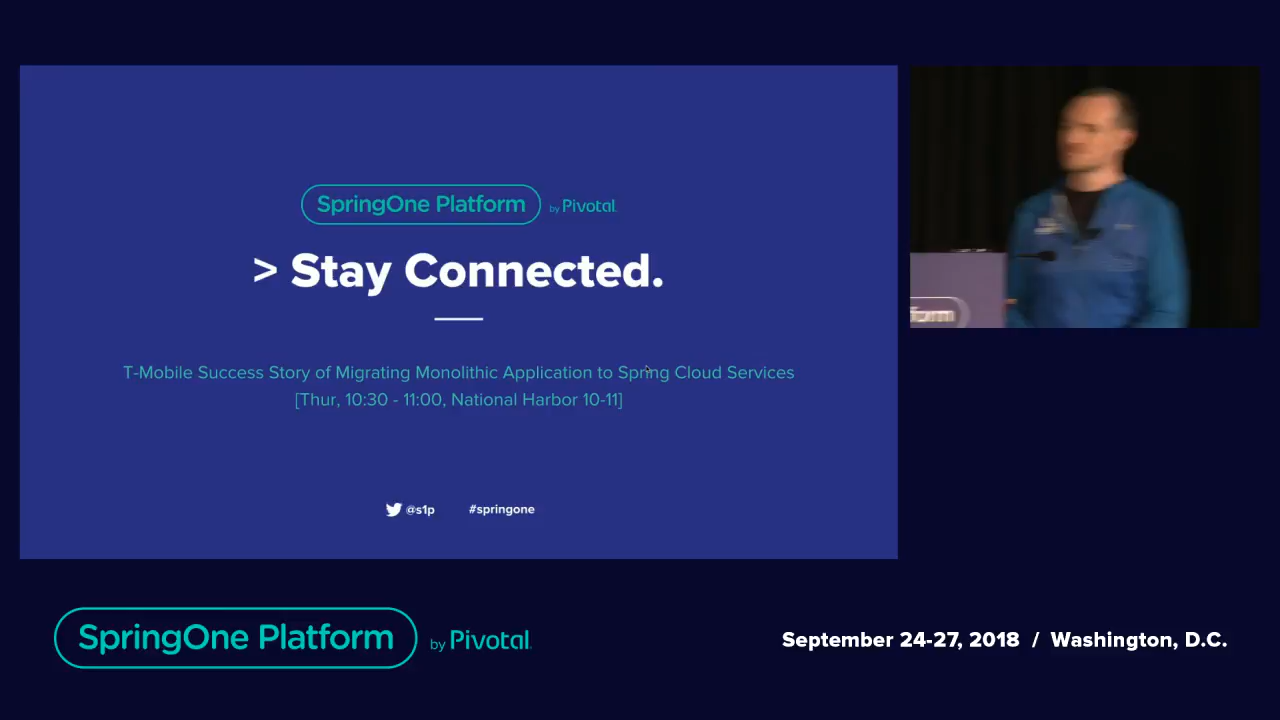 SpringOne Platform by Pivotal.
> Stay Connected.
T-Mobile Success Story of Migrating Monolithic Application to Spring Cloud Services
[Thur, 10:30 - 11:00, National Harbor 10-11]
@s1p #springone
form
SpringOne Platform by Pivotal.
September 24-27, 2018 / Washington, D.C.